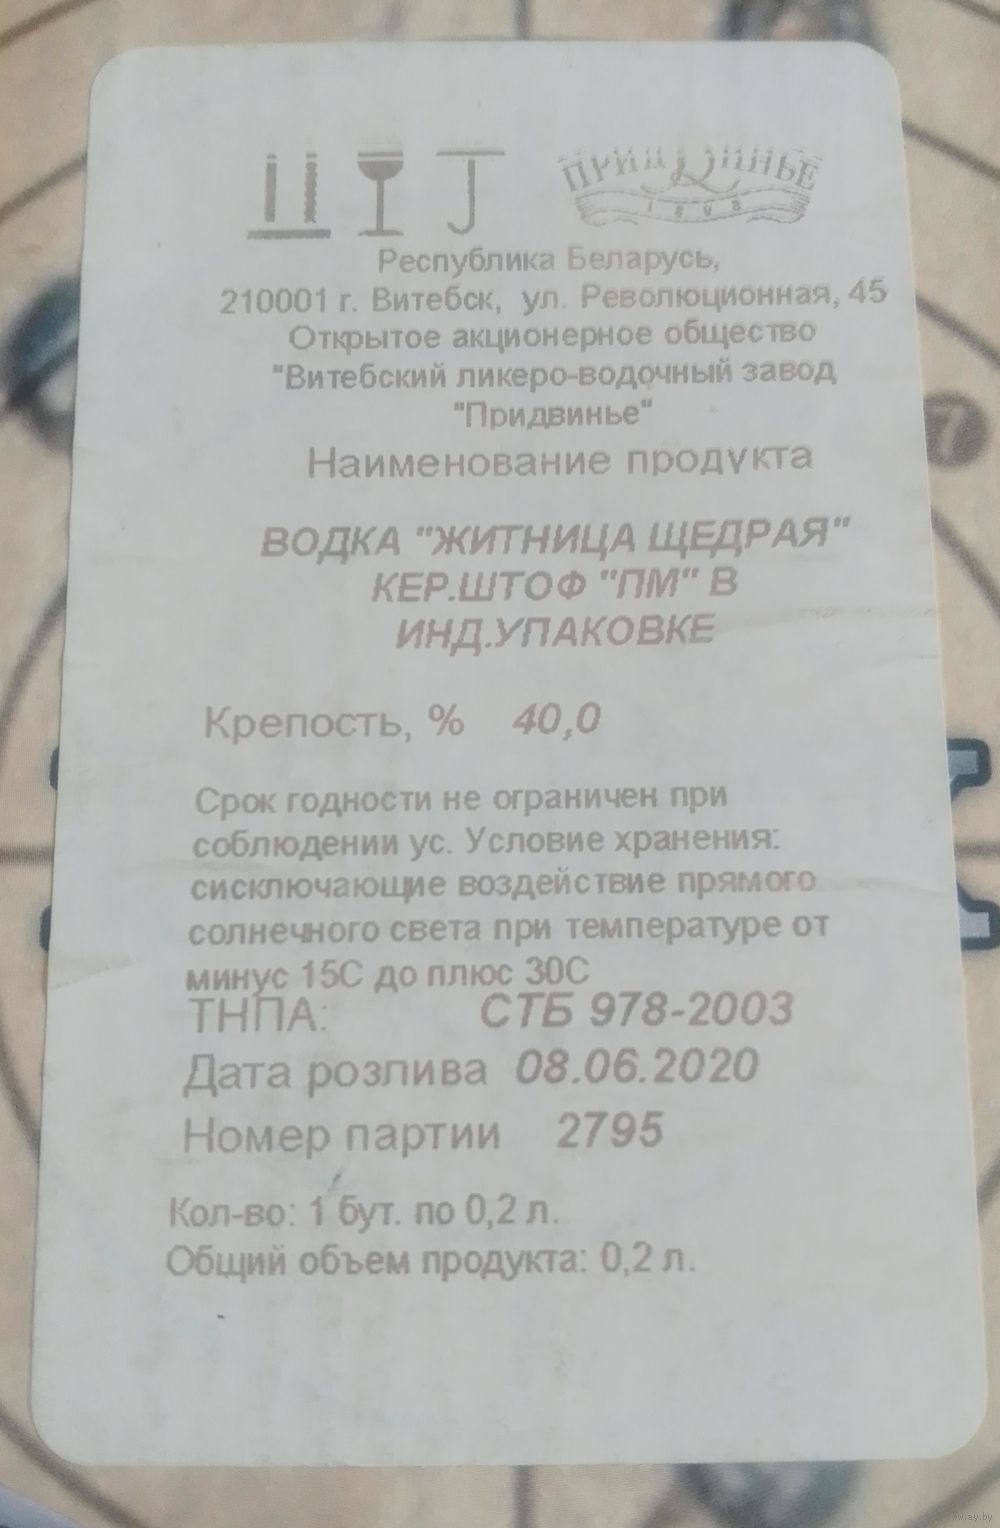 ПРИДВИНЬЕ
1898
Республика Беларусь,
210001 г. Витебск, ул. Революционная, 45
Открытое акционерное общество
"Витебский ликеро-водочный завод
"Придвинье"
Наименование продукта
ВОДКА "ЖИТНИЦА ЩЕДРАЯ"
КЕР.ШТОФ "ПМ" В
ИНД.УПАКОВКЕ
Крепость, % 40,0
Срок годности не ограничен при
соблюдении ус. Условие хранения:
сисключающие воздействие прямого
солнечного света при температуре от
минус 15С до плюс 30С
ТНПА: СТБ 978-2003
Дата розлива 08.06.2020
Номер партии 2795
Кол-во: 1 бут. по 0,2 л.
Общий объем продукта: 0,2 л.
7